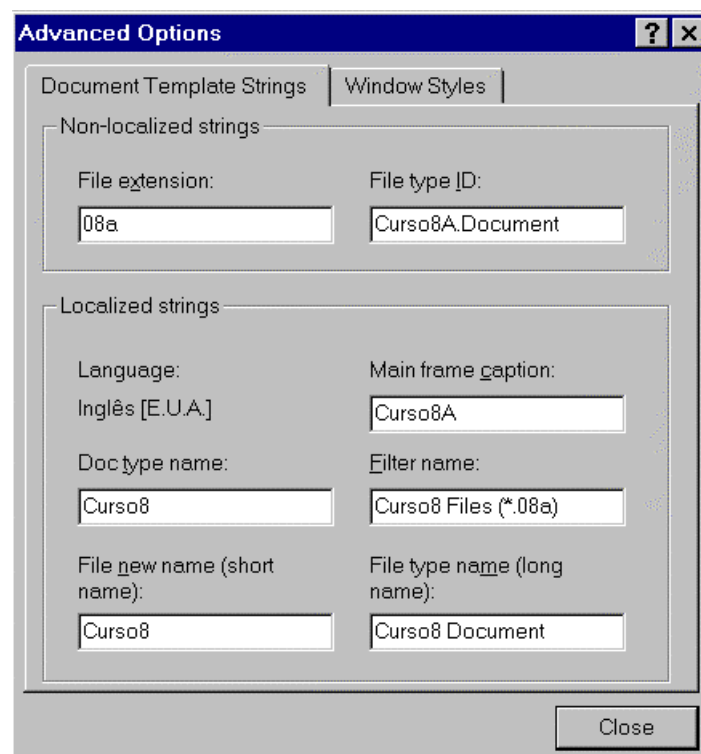 Advanced Options
Document Template Strings Window Styles
Non-localized strings
File extension: File type ID:
08a Curso8A.Document
Localized strings
Language: Main frame caption:
Inglês [E.U.A.] Curso8A
Doc type name: Filter name:
Curso8 Curso8 Files (*.08a)
File new name (short name): File type name (long name):
Curso8 Curso8 Document
Close